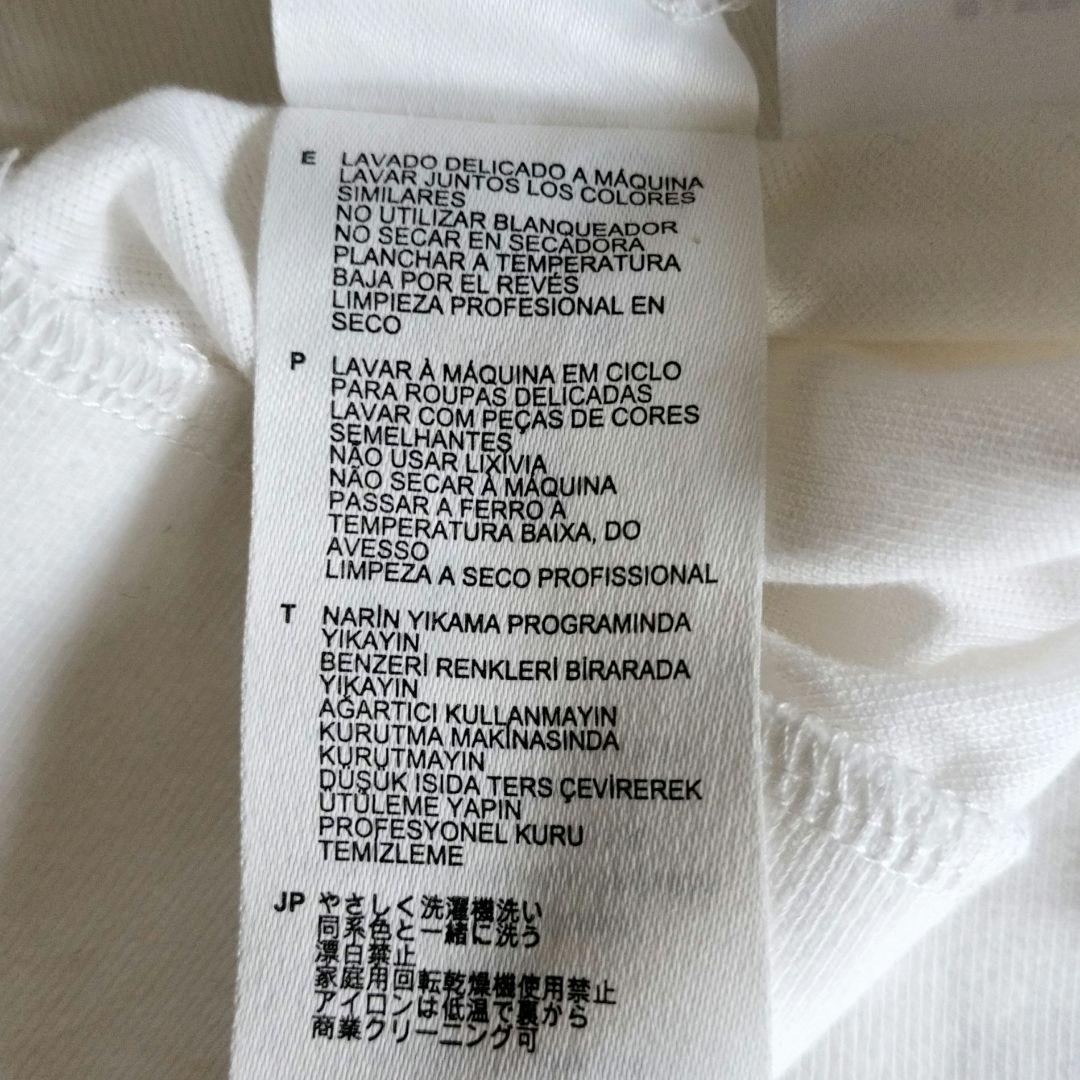 E LAVADO DELICADO A MÁQUINA
LAVAR JUNTOS LOS COLORES
SIMILARES
NO UTILIZAR BLANQUEADOR
NO SECAR EN SECADORA
PLANCHAR A TEMPERATURA
BAJA POR EL REVÉS
LIMPIEZA PROFESIONAL EN
SECO
P LAVAR À MÁQUINA EM CICLO
PARA ROUPAS DELICADAS
LAVAR COM PEÇAS DE CORES
SEMELHANTES
NÃO USAR LIXÍVIA
NÃO SECAR À MÁQUINA
PASSAR A FERRO A
TEMPERATURA BAIXA, DO
AVESSO
LIMPEZA A SECO PROFISSIONAL
T NARİN YIKAMA PROGRAMINDA
YIKAYIN
BENZERİ RENKLERİ BİRARADA
YIKAYIN
AĞARTICI KULLANMAYIN
KURUTMA MAKİNASINDA
KURUTMAYIN
DÜŞÜK ISIDA TERS ÇEVİREREK
ÜTÜLEME YAPIN
PROFESYONEL KURU
TEMİZLEME
JP やさしく洗濯機洗い
同系色と一緒に洗う
漂白禁止
家庭用回転乾燥機使用禁止
アイロンは低温で裏から
商業クリーニング可